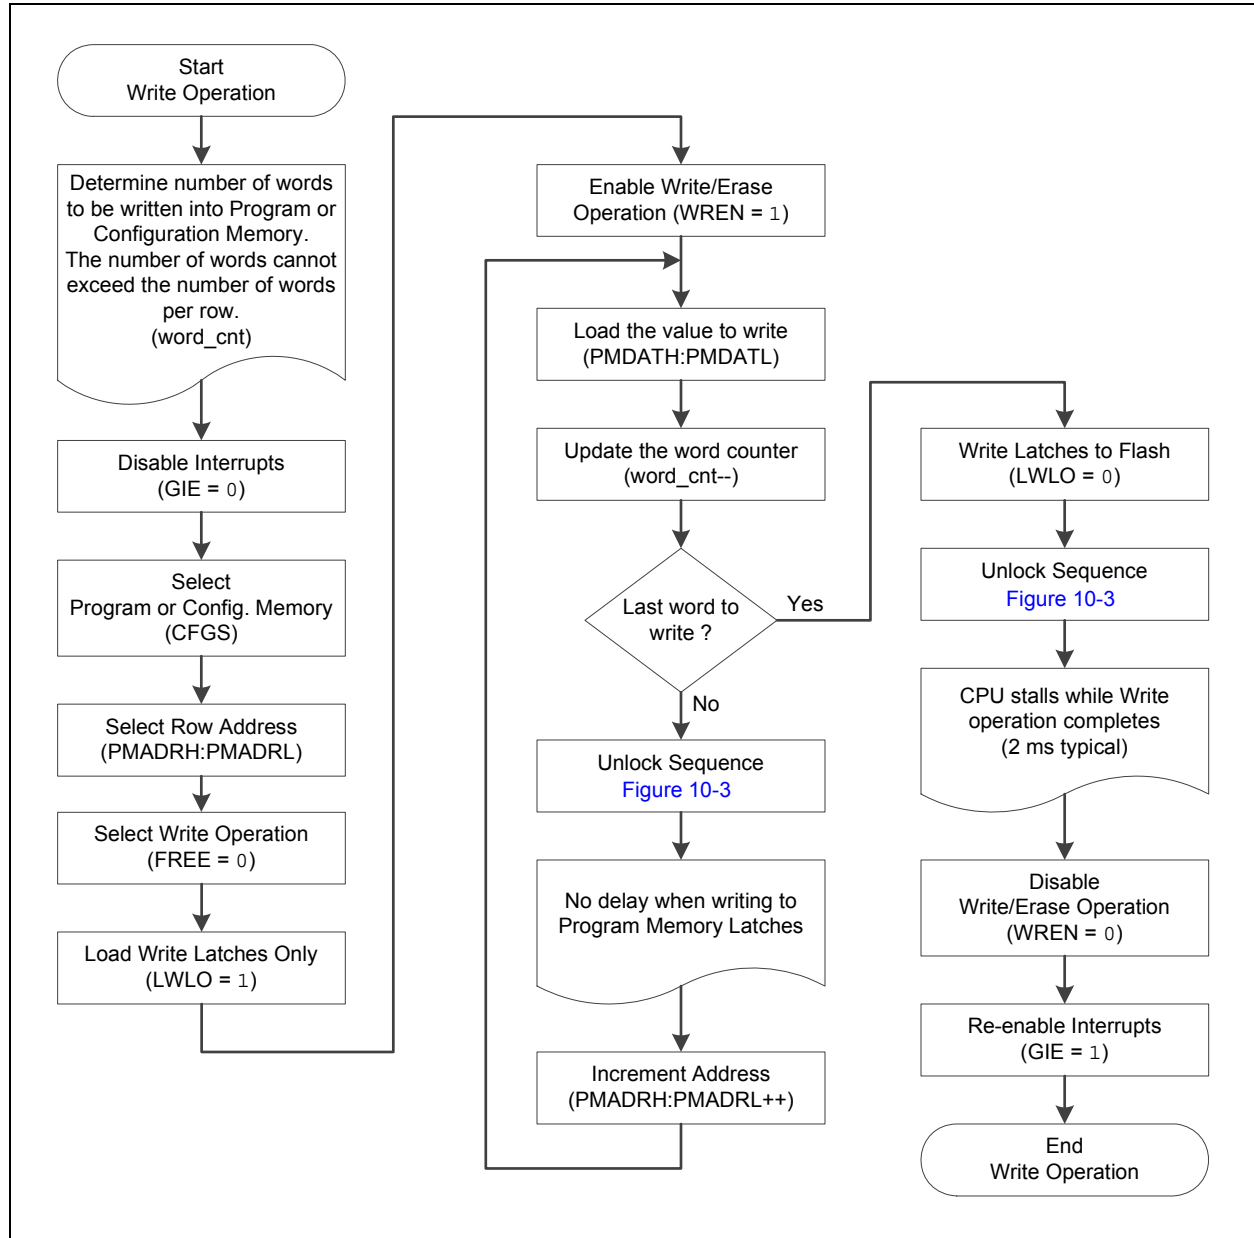 Start
Write Operation
Determine number of words
to be written into Program or
Configuration Memory.
The number of words cannot
exceed the number of words
per row.
(word_cnt)
Disable Interrupts
(GIE = 0)
Select
Program or Config. Memory
(CFGS)
Select Row Address
(PMADRH:PMADRL)
Select Write Operation
(FREE = 0)
Load Write Latches Only
(LWLO = 1)
Enable Write/Erase
Operation (WREN = 1)
Load the value to write
(PMDATH:PMDATL)
Update the word counter
(word_cnt--)
Last word to
write ?
Yes
No
Unlock Sequence
Figure 10-3
No delay when writing to
Program Memory Latches
Increment Address
(PMADRH:PMADRL++)
Write Latches to Flash
(LWLO = 0)
Unlock Sequence
Figure 10-3
CPU stalls while Write
operation completes
(2 ms typical)
Disable
Write/Erase Operation
(WREN = 0)
Re-enable Interrupts
(GIE = 1)
End
Write Operation